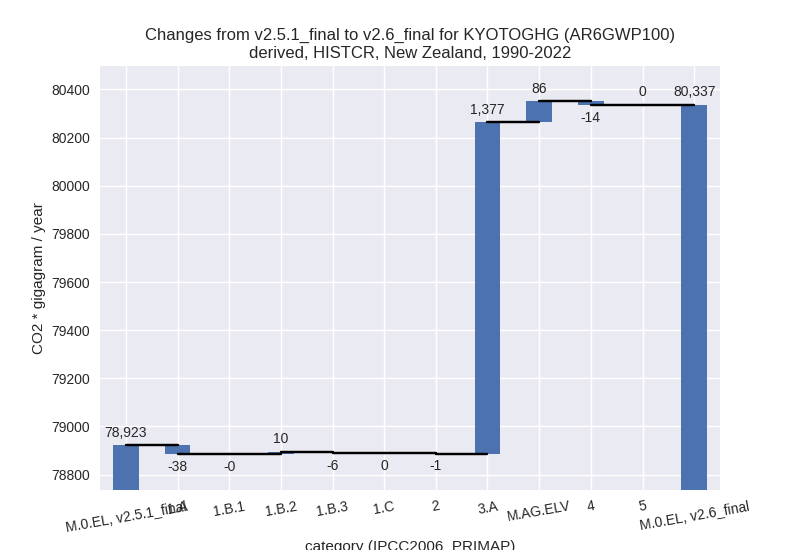 Changes from v2.5.1_final to v2.6_final for KYOTOGHG (AR6GWP100)
derived, HISTCR, New Zealand, 1990-2022
CO2 * gigagram / year
80400
80200
80000
79800
79600
79400
79200
79000
78800
78,923
-38
-0
10
-6
0
-1
1,377
86
-14
0
80,337
M.0.EL, v2.5.1_final
1.A
1.B.1
1.B.2
1.B.3
1.C
2
3.A
M.AG.ELV
4
5
M.0.EL, v2.6_final
category (IPCC2006_PRIMAP)